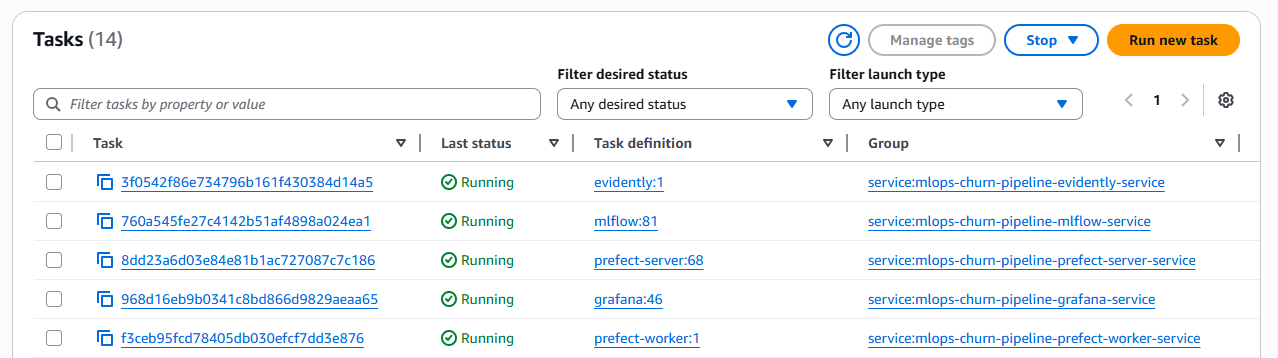 Tasks (14)
Manage tags
Stop
Run new task
Filter desired status
Filter launch type
Filter tasks by property or value
Any desired status
Any launch type
1
Task Last status Task definition Group
3f0542f86e734796b161f430384d14a5 Running evidently:1 service:mlops-churn-pipeline-evidently-service
760a545fe27c4142b51af4898a024ea1 Running mlflow:81 service:mlops-churn-pipeline-mlflow-service
8dd23a6d03e84e81b1ac727087c7c186 Running prefect-server:68 service:mlops-churn-pipeline-prefect-server-service
968d16eb9b0341c8bd866d9829aeaa65 Running grafana:46 service:mlops-churn-pipeline-grafana-service
f3ceb95fcd78405db030efcf7dd3e876 Running prefect-worker:1 service:mlops-churn-pipeline-prefect-worker-service